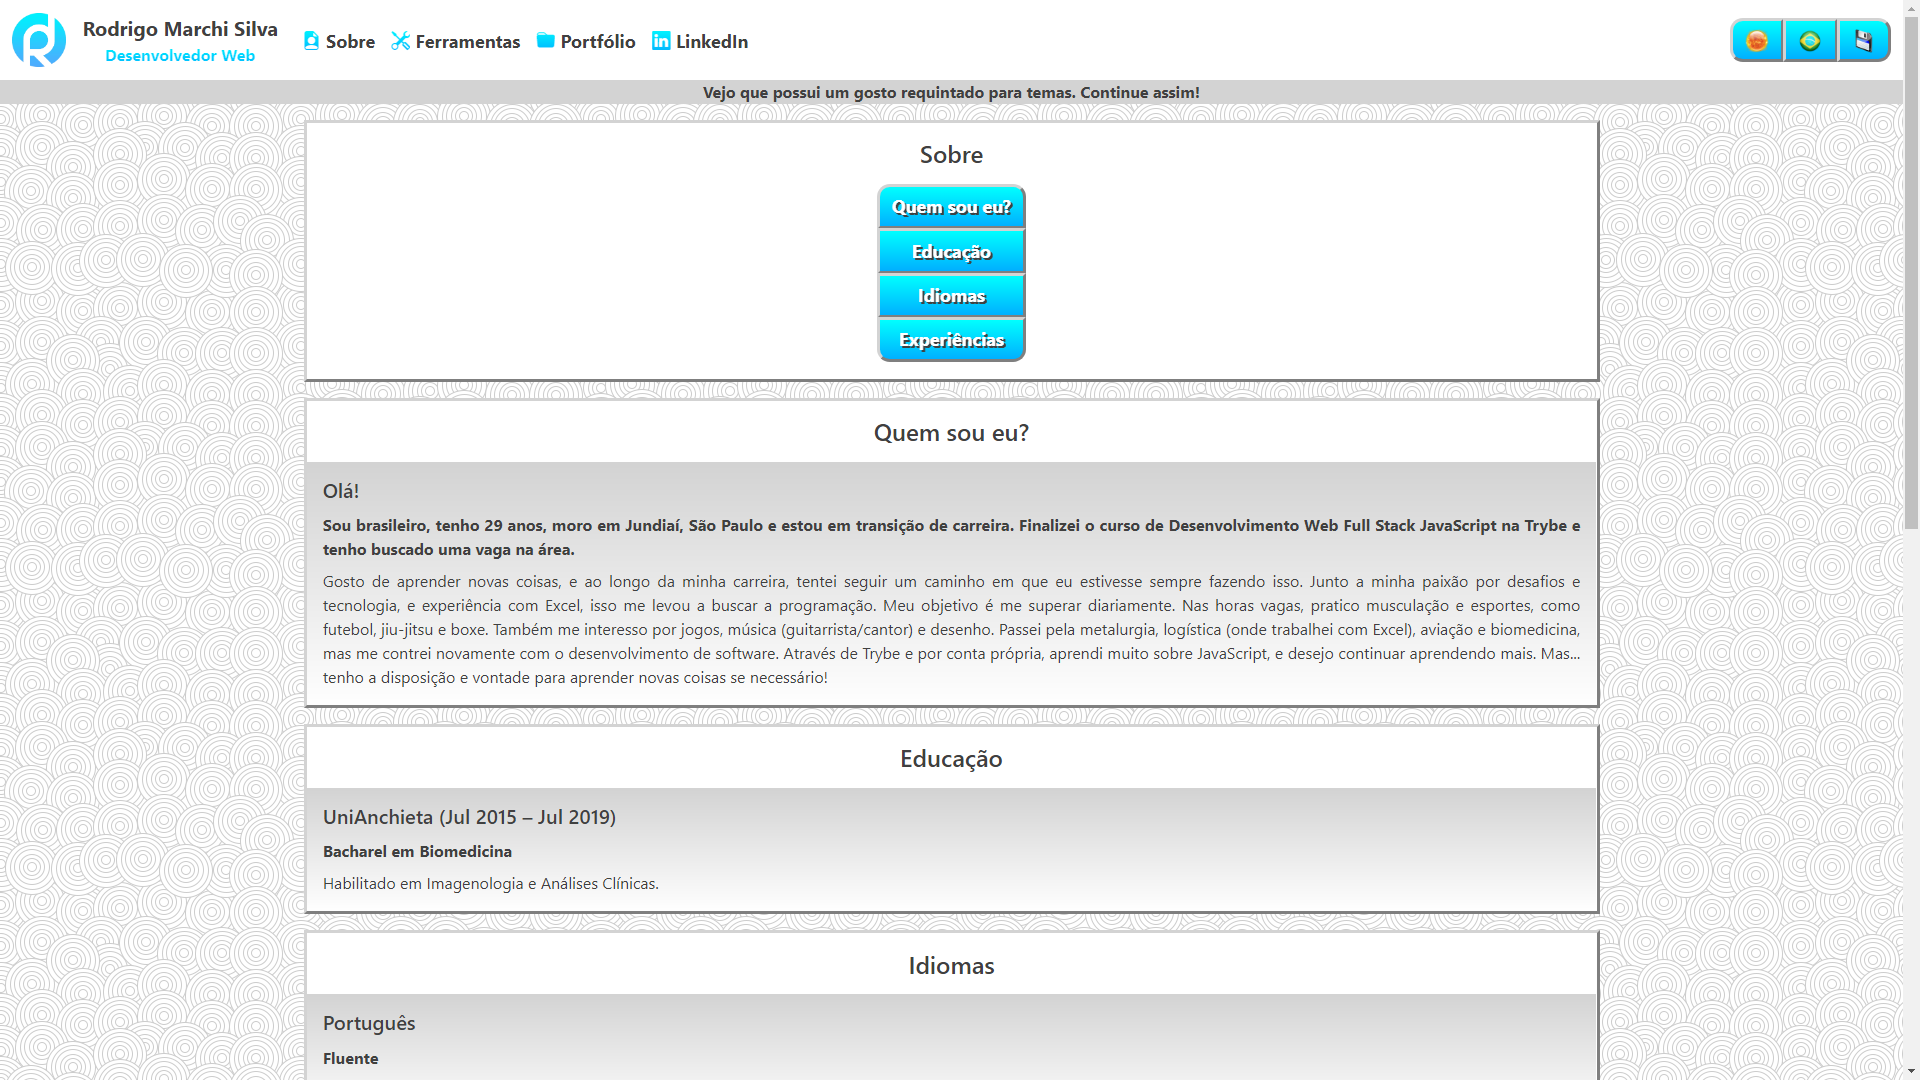 Rodrigo Marchi Silva
Desenvolvedor Web
Sobre
Ferramentas
Portfólio
LinkedIn
Vejo que possui um gosto requintado para temas. Continue assim!
Sobre
Quem sou eu?
Educação
Idiomas
Experiências
Quem sou eu?
Olá!
Sou brasileiro, tenho 29 anos, moro em Jundiaí, São Paulo e estou em transição de carreira. Finalizei o curso de Desenvolvimento Web Full Stack JavaScript na Trybe e
tenho buscado uma vaga na área.
Gosto de aprender novas coisas, e ao longo da minha carreira, tentei seguir um caminho em que eu estivesse sempre fazendo isso. Junto a minha paixão por desafios e
tecnologia, e experiência com Excel, isso me levou a buscar a programação. Meu objetivo é me superar diariamente. Nas horas vagas, pratico musculação e esportes, como
futebol, jiu-jitsu e boxe. Também me interesso por jogos, música (guitarrista/cantor) e desenho. Passei pela metalurgia, logística (onde trabalhei com Excel), aviação e biomedicina,
mas me contrei novamente com o desenvolvimento de software. Através de Trybe e por conta própria, aprendi muito sobre JavaScript, e desejo continuar aprendendo mais. Mas...
tenho a disposição e vontade para aprender novas coisas se necessário!
Educação
UniAnchieta (Jul 2015 – Jul 2019)
Bacharel em Biomedicina
Habilitado em Imagenologia e Análises Clínicas.
Idiomas
Português
Fluente